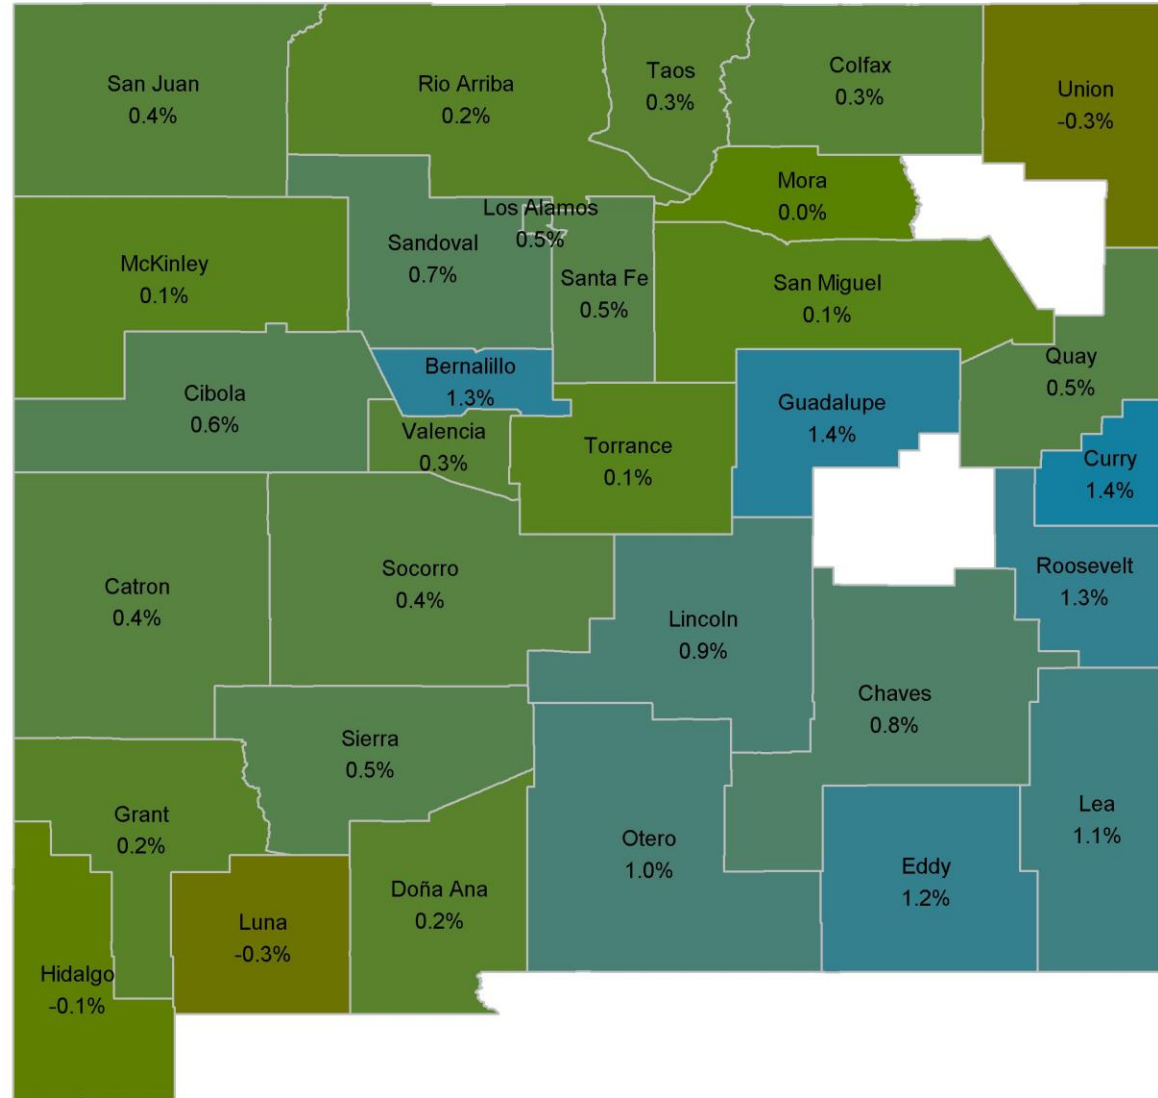 San Juan
0.4%
Rio Arriba
0.2%
Taos
0.3%
Colfax
0.3%
Union
-0.3%
Mora
0.0%
Los Alamos
0.5%
Sandoval
0.7%
Santa Fe
0.5%
McKinley
0.1%
San Miguel
0.1%
Quay
0.5%
Cibola
0.6%
Bernalillo
1.3%
Guadalupe
1.4%
Valencia
0.3%
Torrance
0.1%
Curry
1.4%
Catron
0.4%
Socorro
0.4%
Roosevelt
1.3%
Lincoln
0.9%
Chaves
0.8%
Sierra
0.5%
Grant
0.2%
Otero
1.0%
Lea
1.1%
Eddy
1.2%
Doña Ana
0.2%
Luna
-0.3%
Hidalgo
-0.1%